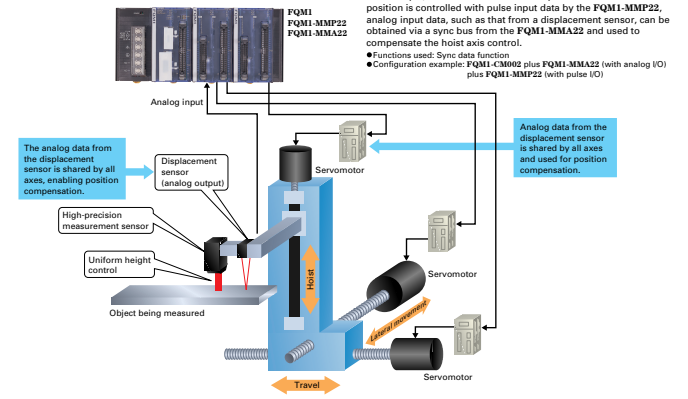 position is controlled with pulse input data by the FQM1-MMP22,
analog input data, such as that from a displacement sensor, can be
obtained via a sync bus from the FQM1-MMA22 and used to
compensate the hoist axis control.
●Functions used: Sync data function
●Configuration example: FQM1-CM002 plus FQM1-MMA22 (with analog I/O)
plus FQM1-MMP22 (with pulse I/O)
FQM1
FQM1-MMP22
FQM1-MMA22
Analog input
The analog data from
the displacement
sensor is shared by all
axes, enabling position
compensation.
Displacement
sensor
(analog output)
Servomotor
Analog data from the
displacement sensor
is shared by all axes
and used for position
compensation.
High-precision
measurement sensor
Uniform height
control
Object being measured
Hoist
Servomotor
Lateral movement
Servomotor
Travel